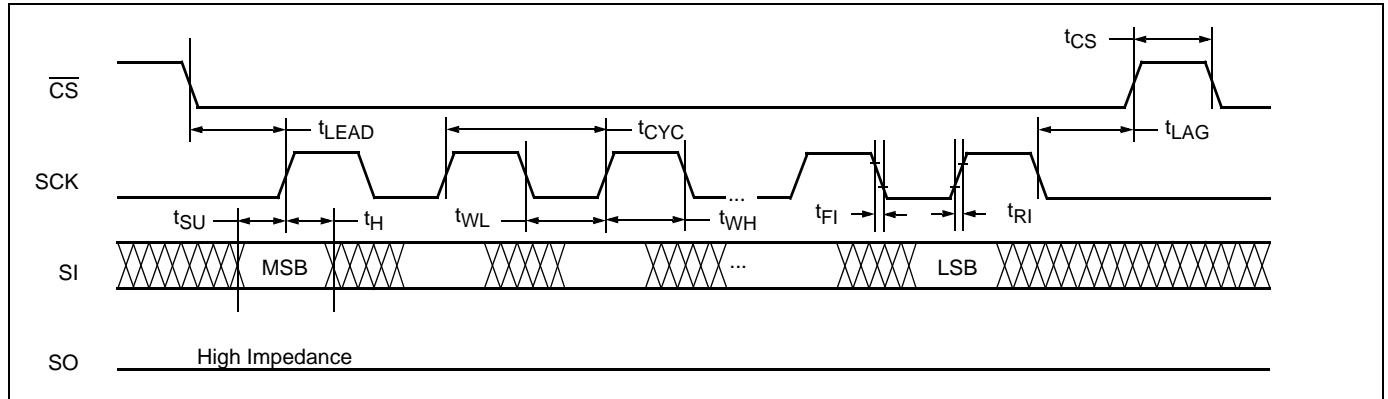 tCS
CS
tLEAD
tCYC
tLAG
SCK
...
tSU
tH
tWL
tWH
tFI
tRI
SI
MSB
...
LSB
SO
High Impedance